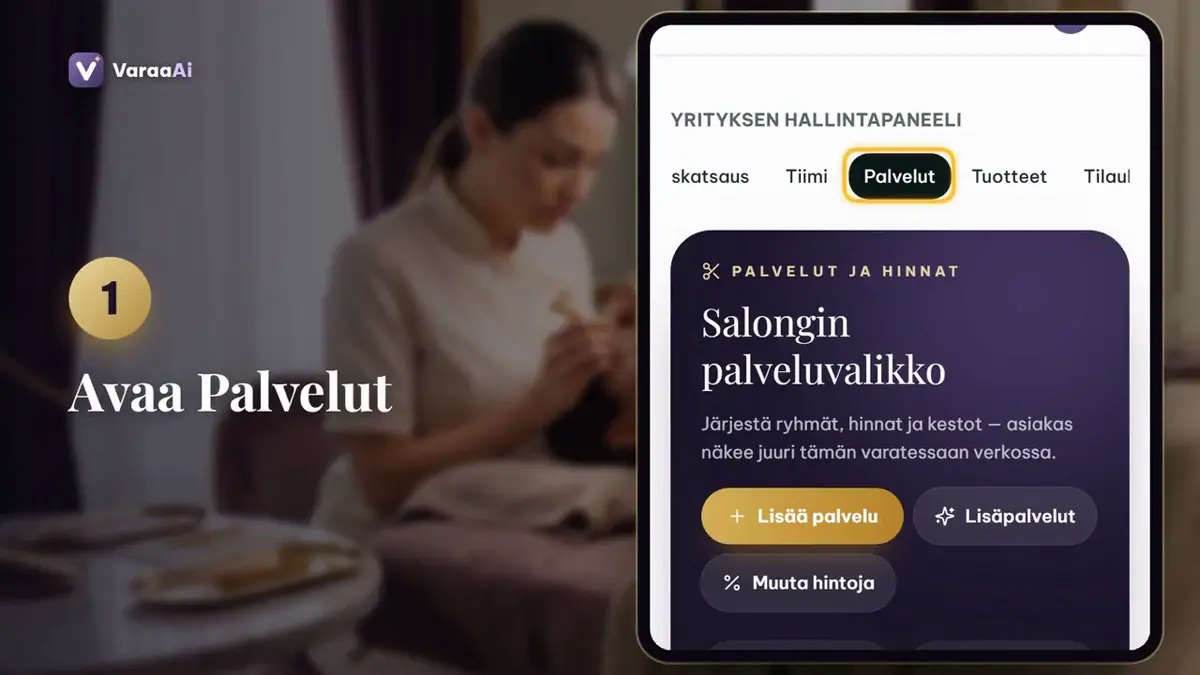 VaraaAi
1
Avaa Palvelut
YRITYKSEN HALLINTAPANEELI
skatsaus Tiimi Palvelut Tuotteet Tilaul
PALVELUT JA HINNAT
Salongin
palveluvalikko
Järjestä ryhmät, hinnat ja kestot — asiakas
näkee juuri tämän varatessaan verkossa.
+ Lisää palvelu Lisäpalvelut
% Muuta hintoja